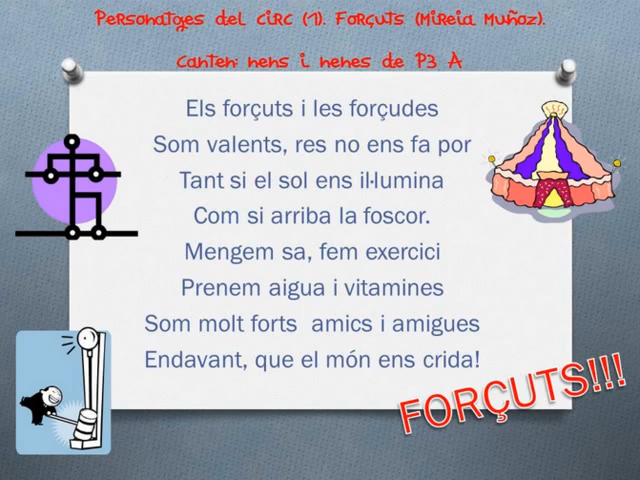 Personatges del circ (1). Forçuts (Mireia Muñoz).
Canten: nens i nenes de P3 A
Els forçuts i les forçudes
Som valents, res no ens fa por
Tant si el sol ens il·lumina
Com si arriba la foscor.
Mengem sa, fem exercici
Prenem aigua i vitamines
Som molt forts  amics i amigues
Endavant, que el món ens crida!
FORÇUTS!!!